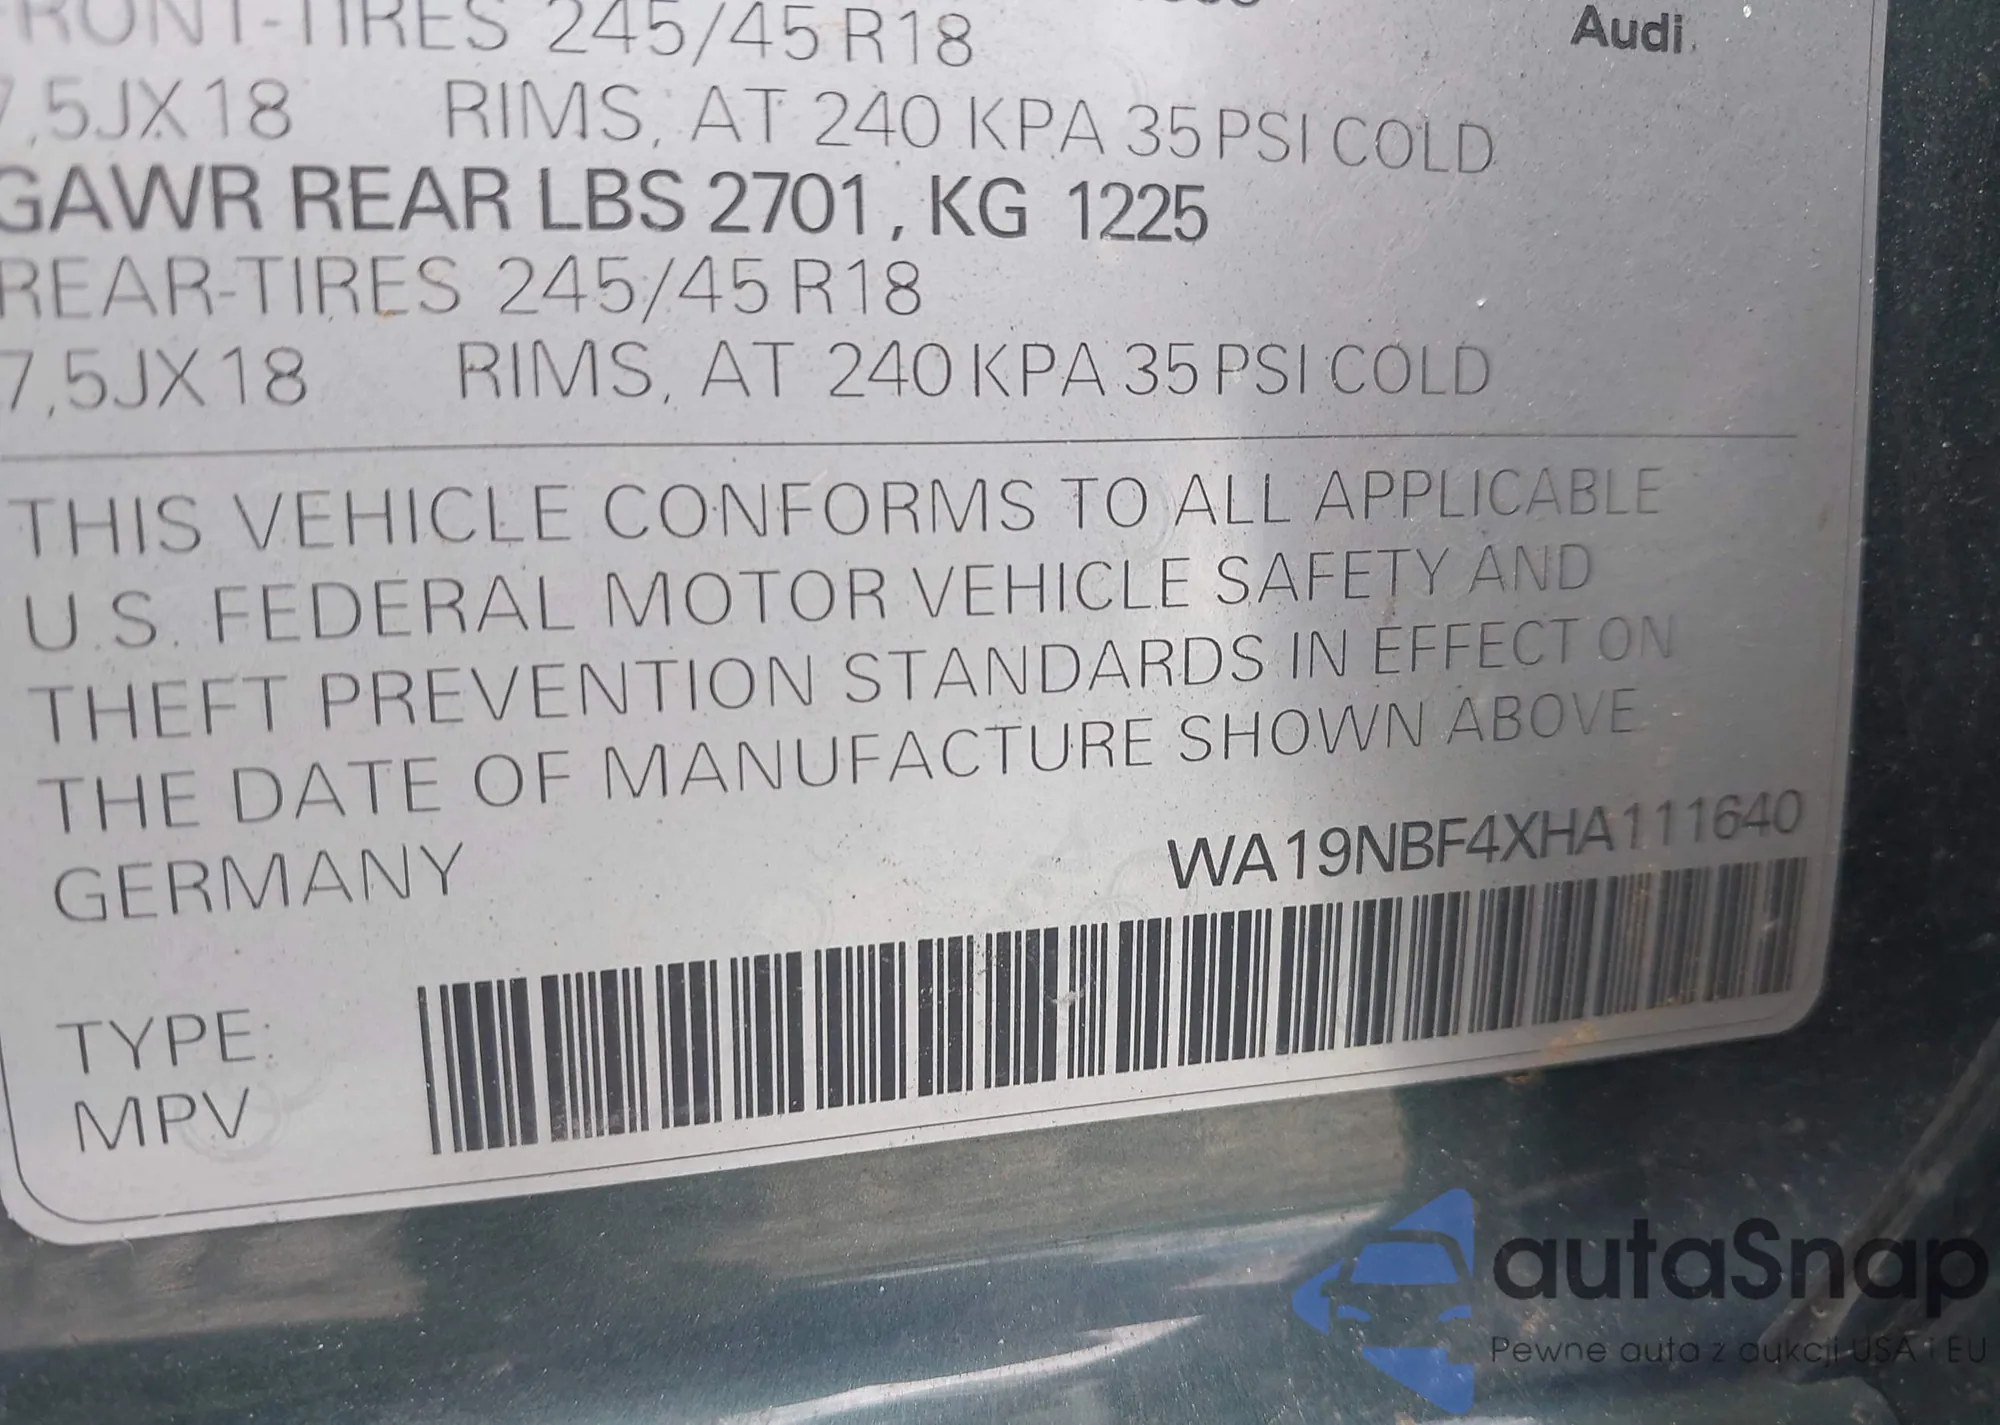 Audi
FRONT-TIRES 245/45 R18
7,5JX18 RIMS, AT 240 KPA 35 PSI COLD
GAWR REAR LBS 2701, KG 1225
REAR-TIRES 245/45 R18
7,5JX18 RIMS, AT 240 KPA 35 PSI COLD
THIS VEHICLE CONFORMS TO ALL APPLICABLE
U.S. FEDERAL MOTOR VEHICLE SAFETY AND
THEFT PREVENTION STANDARDS IN EFFECT ON
THE DATE OF MANUFACTURE SHOWN ABOVE
GERMANY
WA19NBF4XHA111640
TYPE:
MPV
autaSnap
Pewne auta z aukcji USA i EU